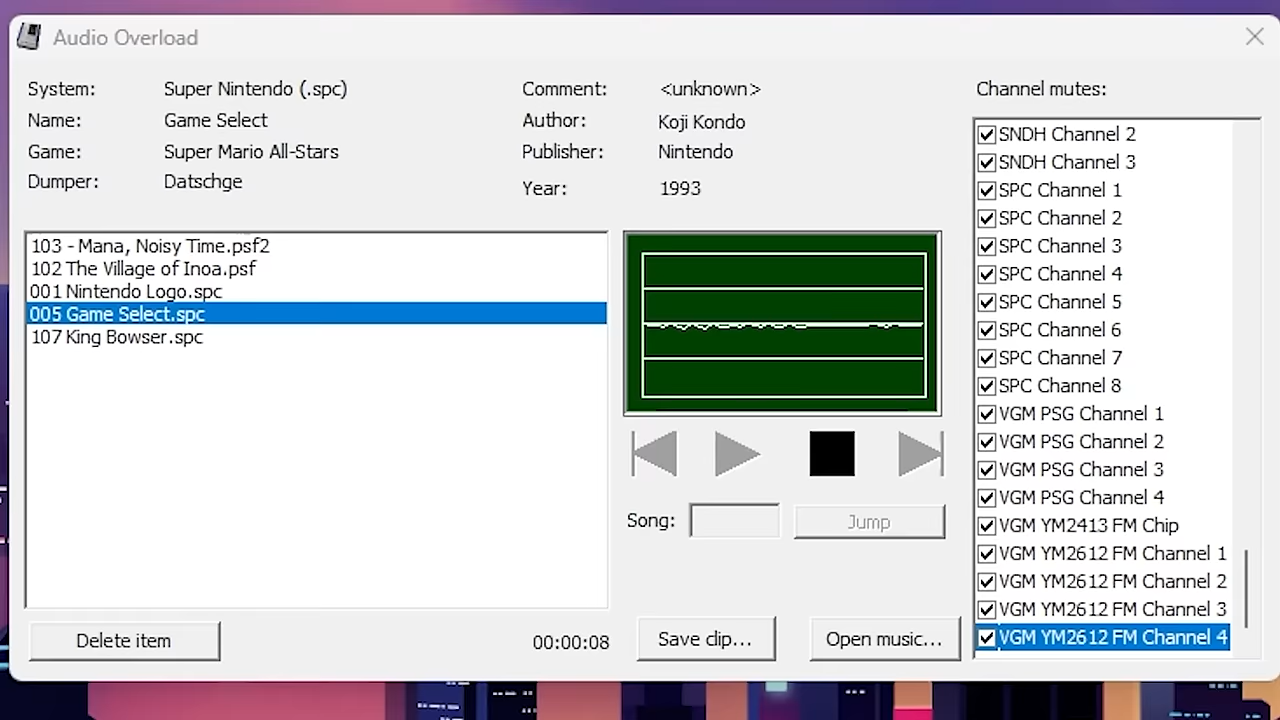 Audio Overload
System: Super Nintendo (.spc)
Name: Game Select
Game: Super Mario All-Stars
Dumper: Datschge
Comment: <unknown>
Author: Koji Kondo
Publisher: Nintendo
Year: 1993
103 - Mana, Noisy Time.psf2
102 The Village of Inoa.psf
001 Nintendo Logo.spc
005 Game Select.spc
107 King Bowser.spc
Song:
Jump
Delete item
00:00:08
Save clip...
Open music...
Channel mutes:
SNDH Channel 2
SNDH Channel 3
SPC Channel 1
SPC Channel 2
SPC Channel 3
SPC Channel 4
SPC Channel 5
SPC Channel 6
SPC Channel 7
SPC Channel 8
VGM PSG Channel 1
VGM PSG Channel 2
VGM PSG Channel 3
VGM PSG Channel 4
VGM YM2413 FM Chip
VGM YM2612 FM Channel 1
VGM YM2612 FM Channel 2
VGM YM2612 FM Channel 3
VGM YM2612 FM Channel 4